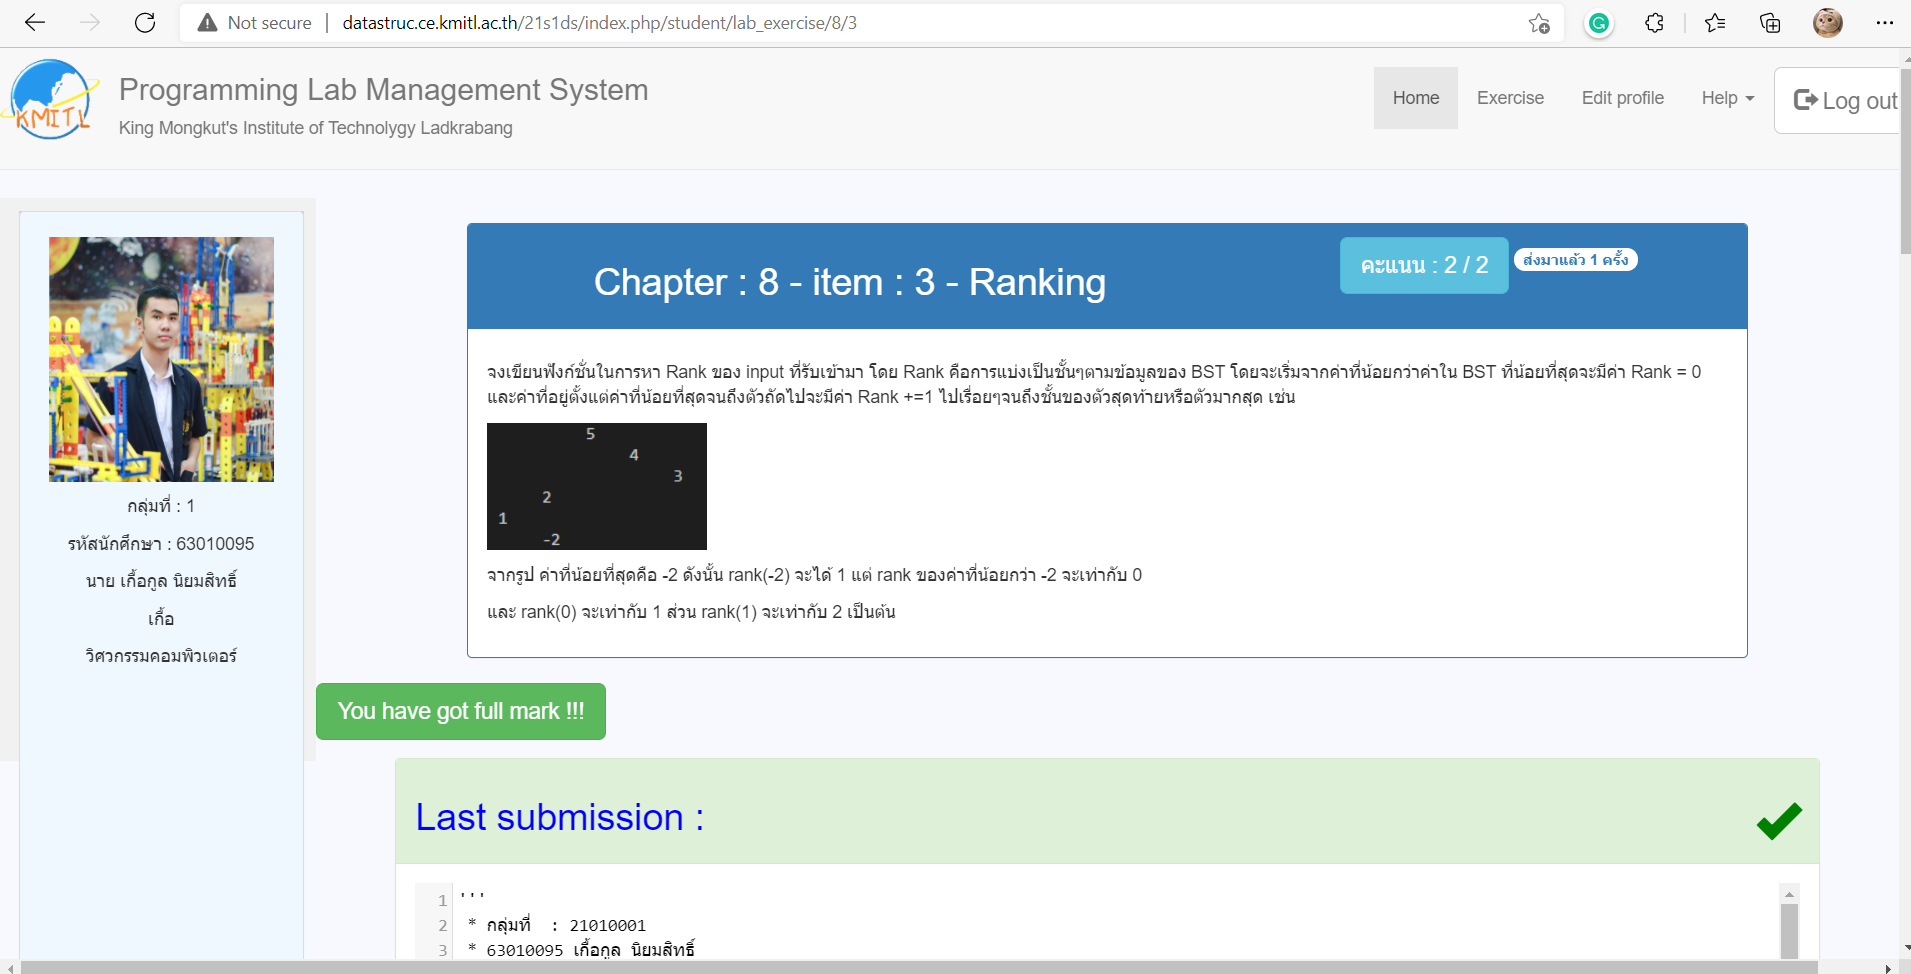 Not secure
datastruc.ce.kmitl.ac.th/21s1ds/index.php/student/lab_exercise/8/3
KMITL
Programming Lab Management System
King Mongkut's Institute of Technolygy Ladkrabang
Home
Exercise
Edit profile
Help
Log out
กลุ่มที่ : 1
รหัสนักศึกษา : 63010095
นาย เกื้อกูล นิยมสิทธิ์
เกื้อ
วิศวกรรมคอมพิวเตอร์
Chapter : 8 - item : 3 - Ranking
คะแนน : 2 / 2
ส่งมาแล้ว 1 ครั้ง
จงเขียนฟังก์ชั่นในการหา Rank ของ input ที่รับเข้ามา โดย Rank คือการแบ่งเป็นชั้นๆตามข้อมูลของ BST โดยจะเริ่มจากค่าที่น้อยกว่าค่าใน BST ที่น้อยที่สุดจะมีค่า Rank = 0
และค่าที่อยู่ตั้งแต่ค่าที่น้อยที่สุดจนถึงตัวถัดไปจะมีค่า Rank +=1 ไปเรื่อยๆจนถึงชั้นของตัวสุดท้ายหรือตัวมากสุด เช่น
5
4
3
2
1
-2
จากรูป ค่าที่น้อยที่สุดคือ -2 ดังนั้น rank(-2) จะได้ 1 แต่ rank ของค่าที่น้อยกว่า -2 จะเท่ากับ 0
และ rank(0) จะเท่ากับ 1 ส่วน rank(1) จะเท่ากับ 2 เป็นต้น
You have got full mark !!!
Last submission :
1 '''
2 * กลุ่มที่ : 21010001
3 * 63010095 เกื้อกูล นิยมสิทธิ์